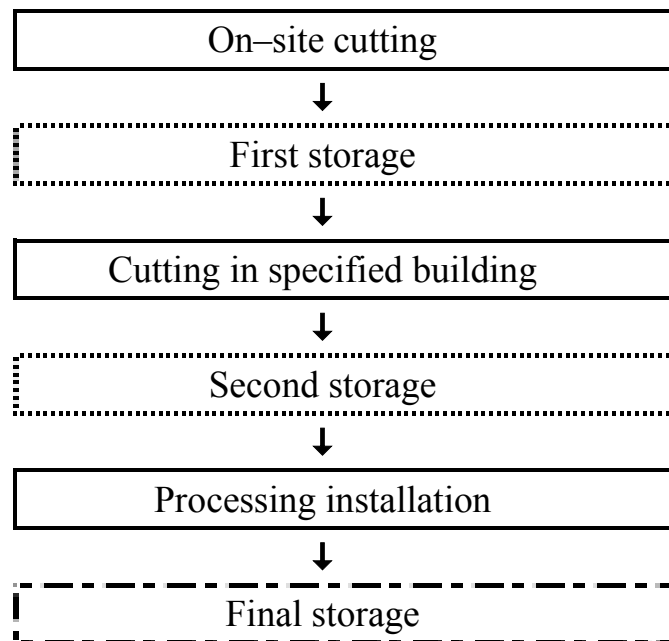 On–site cutting
First storage
Cutting in specified building
Second storage
Processing installation
Final storage